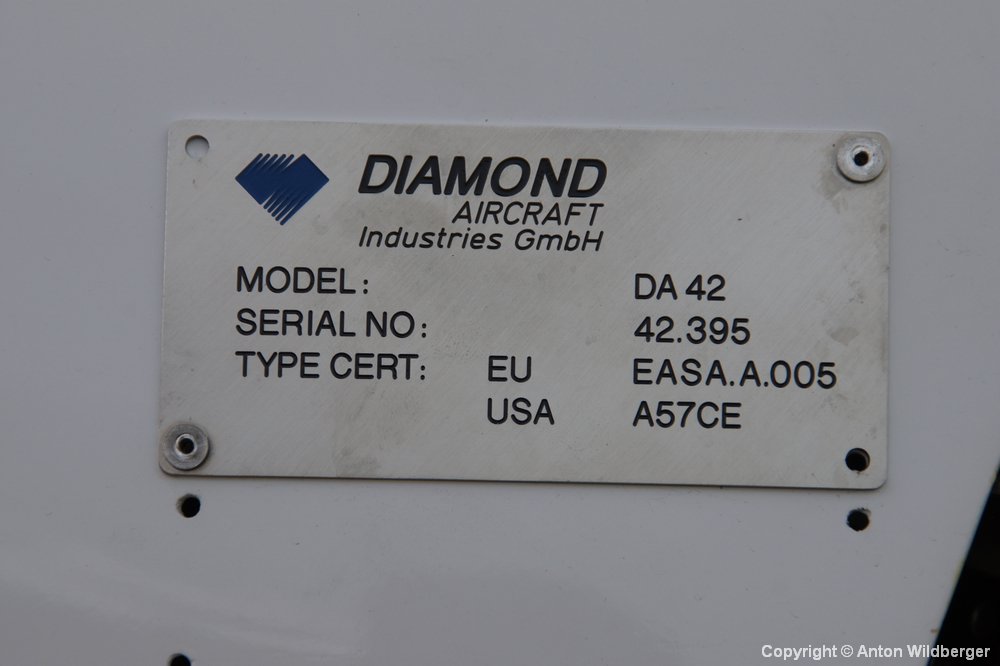 DIAMOND
AIRCRAFT
Industries GmbH
MODEL: DA 42
SERIAL NO: 42.395
TYPE CERT: EU EASA.A.005
USA A57CE
Copyright © Anton Wildberger